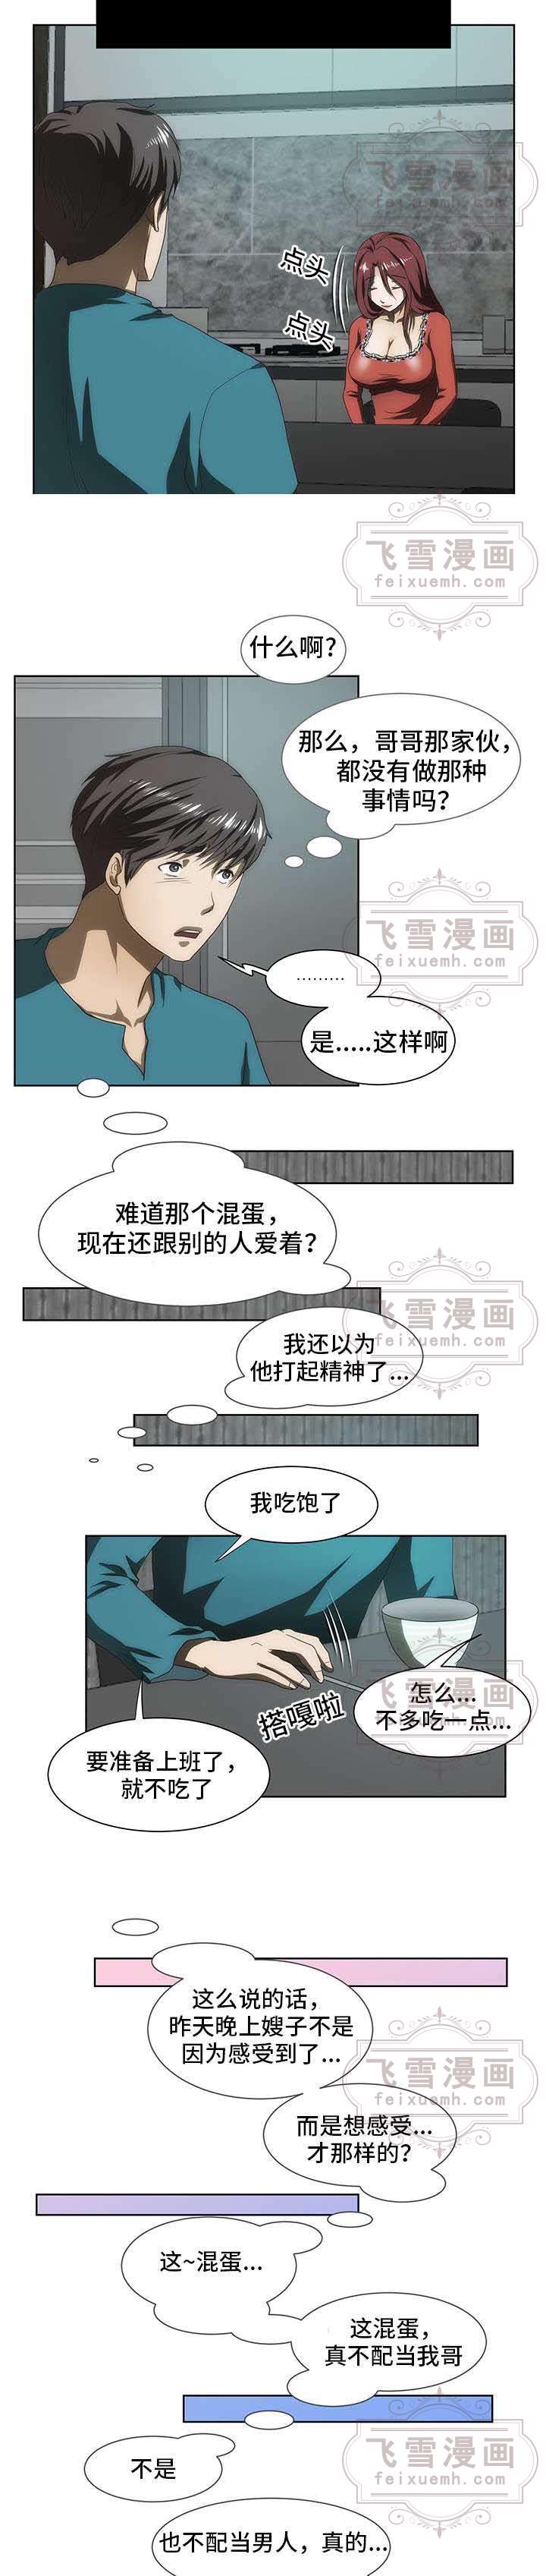 飞雪漫画
feixuemh.com
点头
点头
飞雪漫画
feixuemh.com
什么啊?
那么，哥哥那家伙，
都没有做那种
事情吗?
飞雪漫画
feixuemh.com
.........
是.....这样啊
难道那个混蛋，
现在还跟别的人爱着?
飞雪漫画
feixuemh.com
我还以为
他打起精神了...
我吃饱了
飞雪漫画
feixuemh.com
怎么...
不多吃一点...
搭嘎啦
要准备上班了，
就不吃了
这么说的话，
昨天晚上嫂子不是
因为感受到了...
飞雪漫画
feixuemh.com
而是想感受...
才那样的?
这~混蛋...
这混蛋，
真不配当我哥
飞雪漫画
feixuemh.com
不是
也不配当男人，真的...